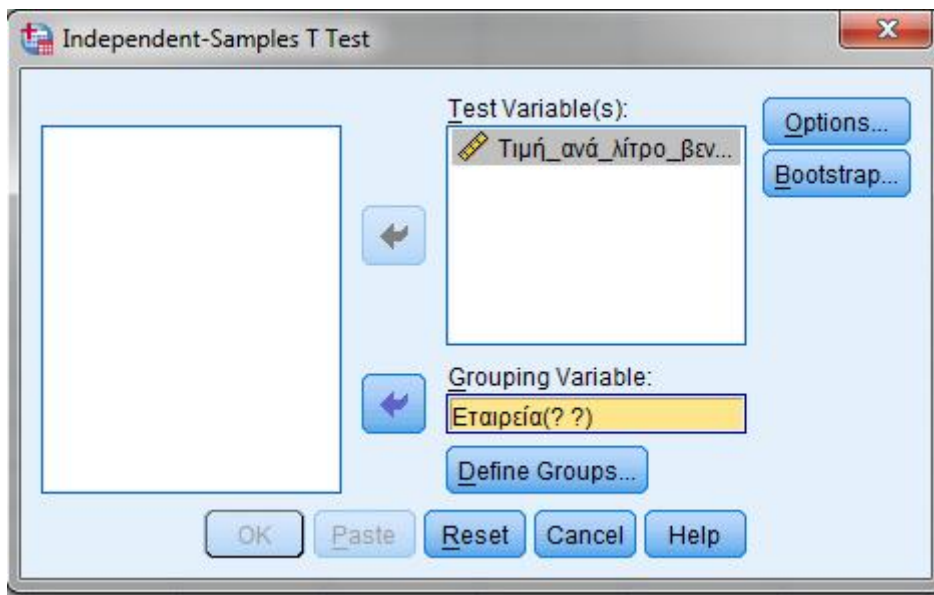 Independent-Samples T Test
Test Variable(s):
Τιμή_ανά_λίτρο_βεν...
Options...
Bootstrap...
Grouping Variable:
Εταιρεία(? ?)
Define Groups...
OK Paste Reset Cancel Help